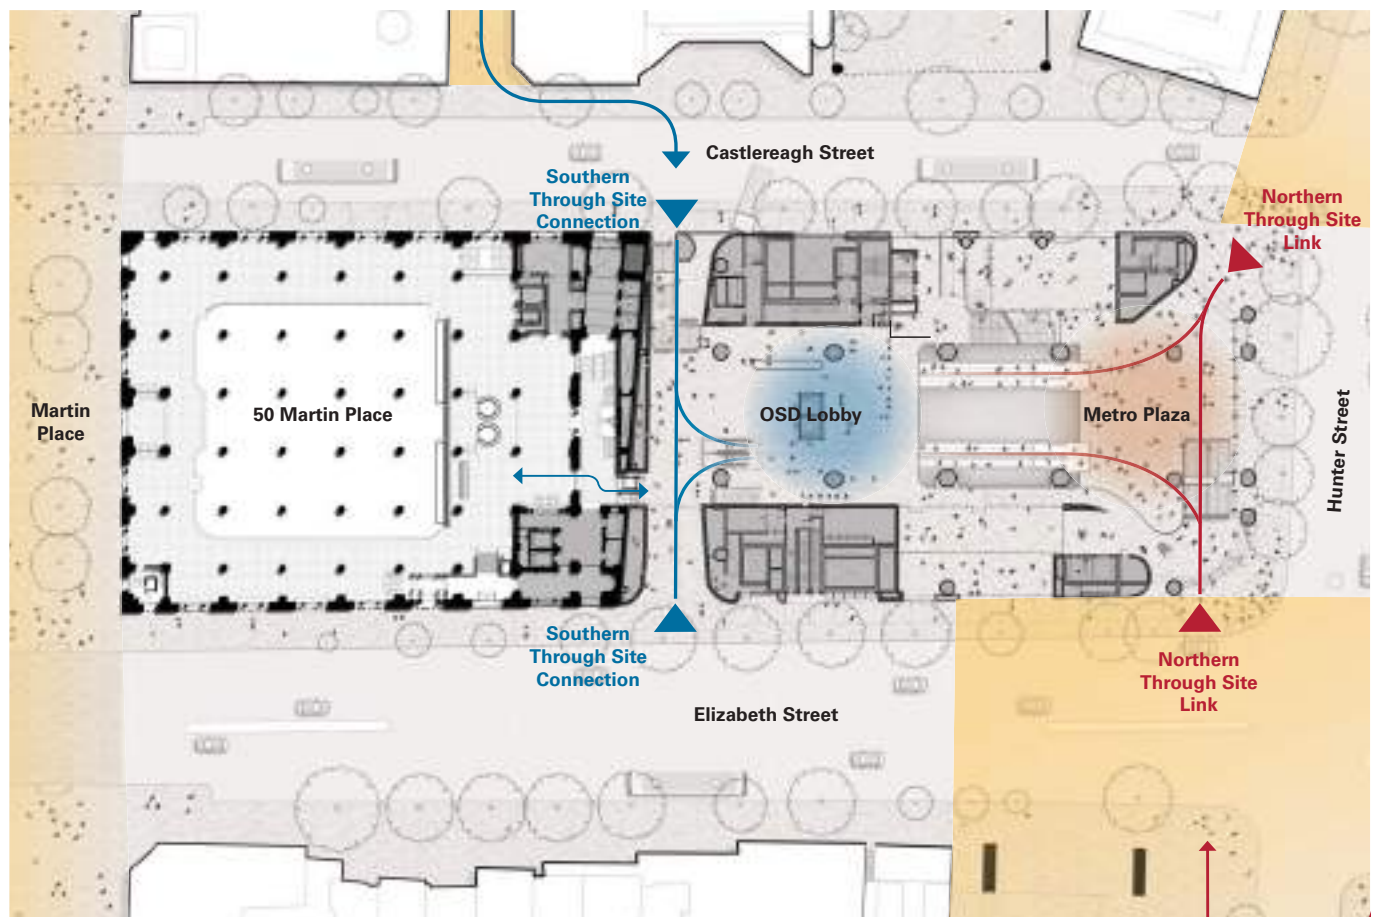 Castlereagh Street
Southern
Through Site
Connection
Northern
Through Site
Link
Martin
Place
50 Martin Place
OSD Lobby
Metro Plaza
Hunter Street
Southern
Through Site
Connection
Northern
Through Site
Link
Elizabeth Street